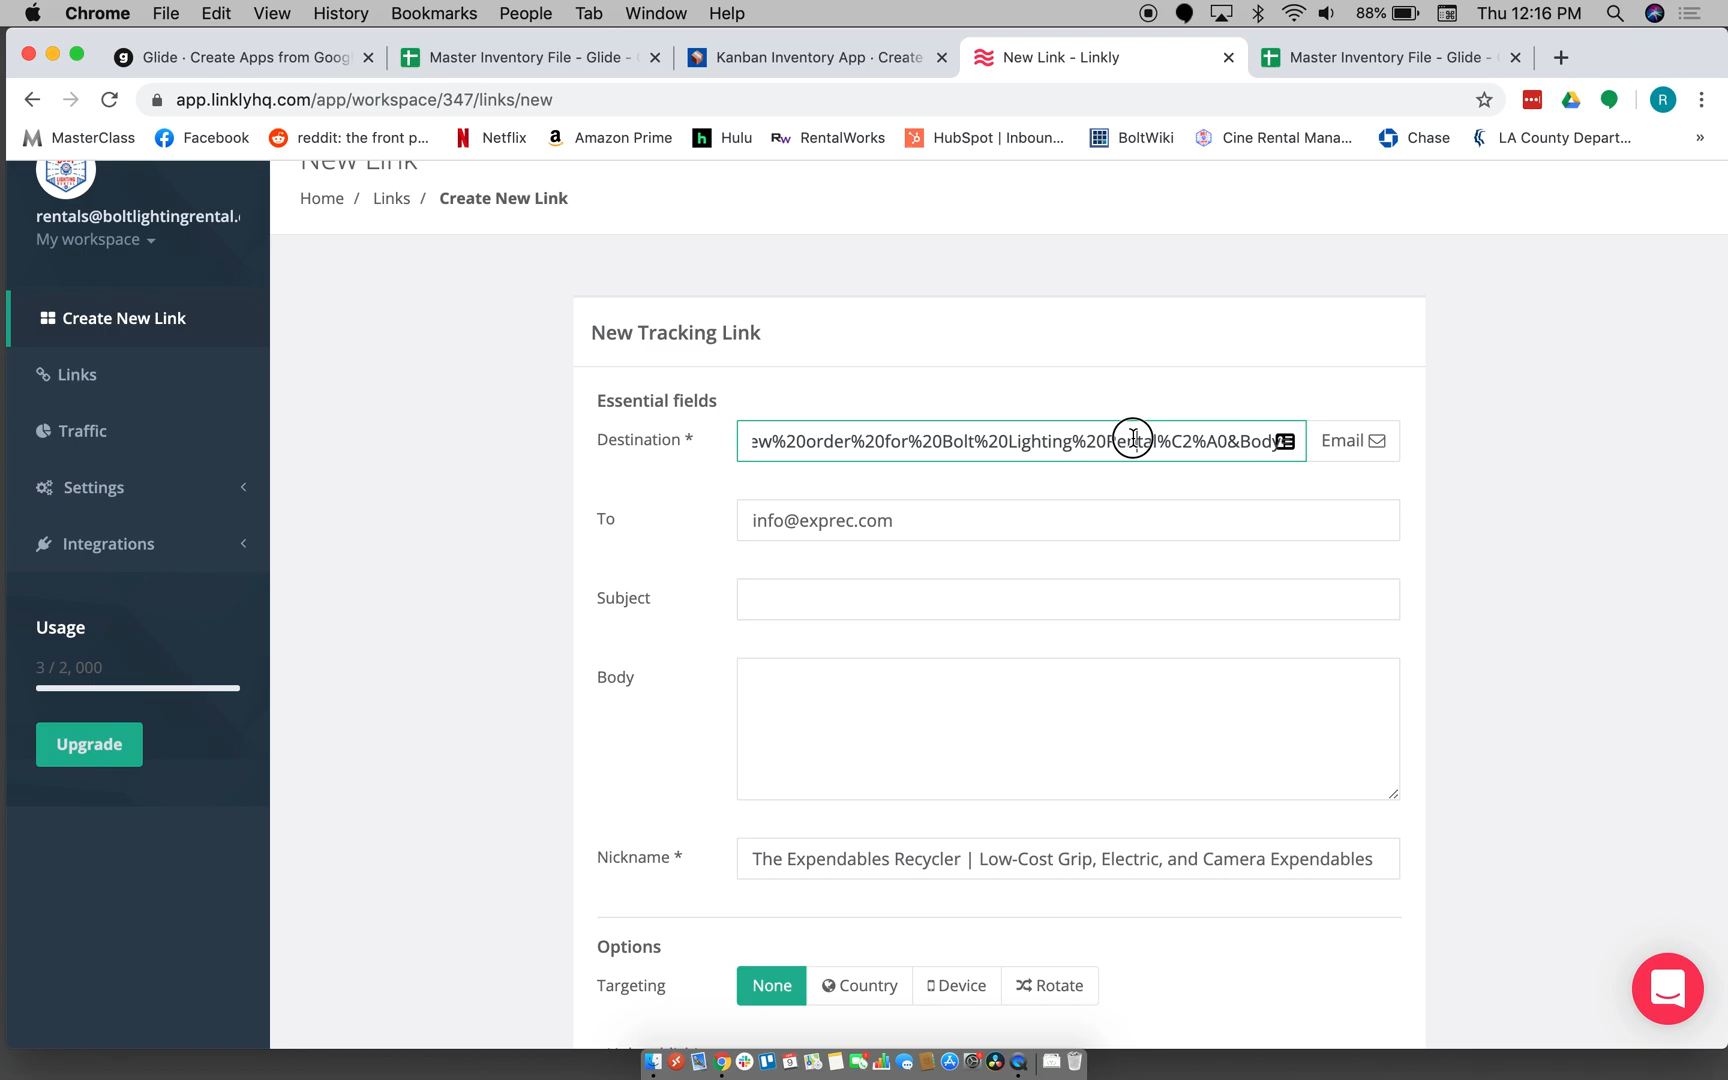 Chrome File Edit View History Bookmarks People Tab Window Help 88% Thu 12:16 PM
Glide · Create Apps from Goog
Master Inventory File - Glide -
Kanban Inventory App · Create
New Link - Linkly
Master Inventory File - Glide -
app.linklyhq.com/app/workspace/347/links/new
R
MasterClass Facebook reddit: the front p... Netflix Amazon Prime Hulu RentalWorks HubSpot | Inboun... BoltWiki Cine Rental Mana... Chase LA County Depart... »
New Link
Home / Links / Create New Link
rentals@boltlightingrental.
My workspace
Create New Link
Links
Traffic
Settings
Integrations
Usage
3 / 2, 000
Upgrade
New Tracking Link
Essential fields
Destination * ew%20order%20for%20Bolt%20Lighting%20Rental%C2%A0&Body Email
To info@exprec.com
Subject
Body
Nickname * The Expendables Recycler | Low-Cost Grip, Electric, and Camera Expendables
Options
Targeting None Country Device Rotate